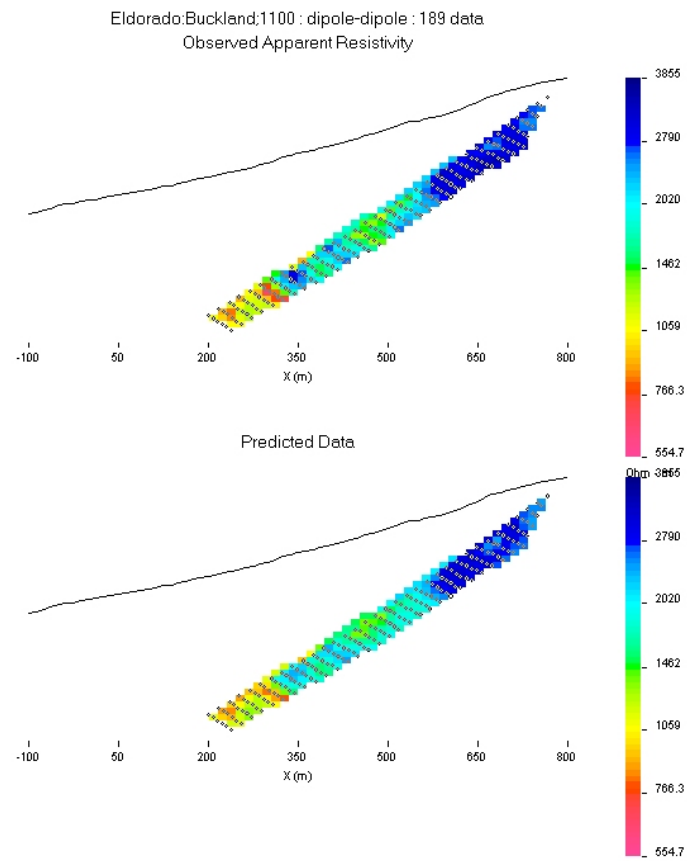 Eldorado:Buckland;1100 : dipole-dipole : 189 data
Observed Apparent Resistivity
3855
2790
2020
1462
1059
766.3
554.7
-100 50 200 350 500 650 800
X (m)
Predicted Data
Ohm
3855
2790
2020
1462
1059
766.3
554.7
-100 50 200 350 500 650 800
X (m)